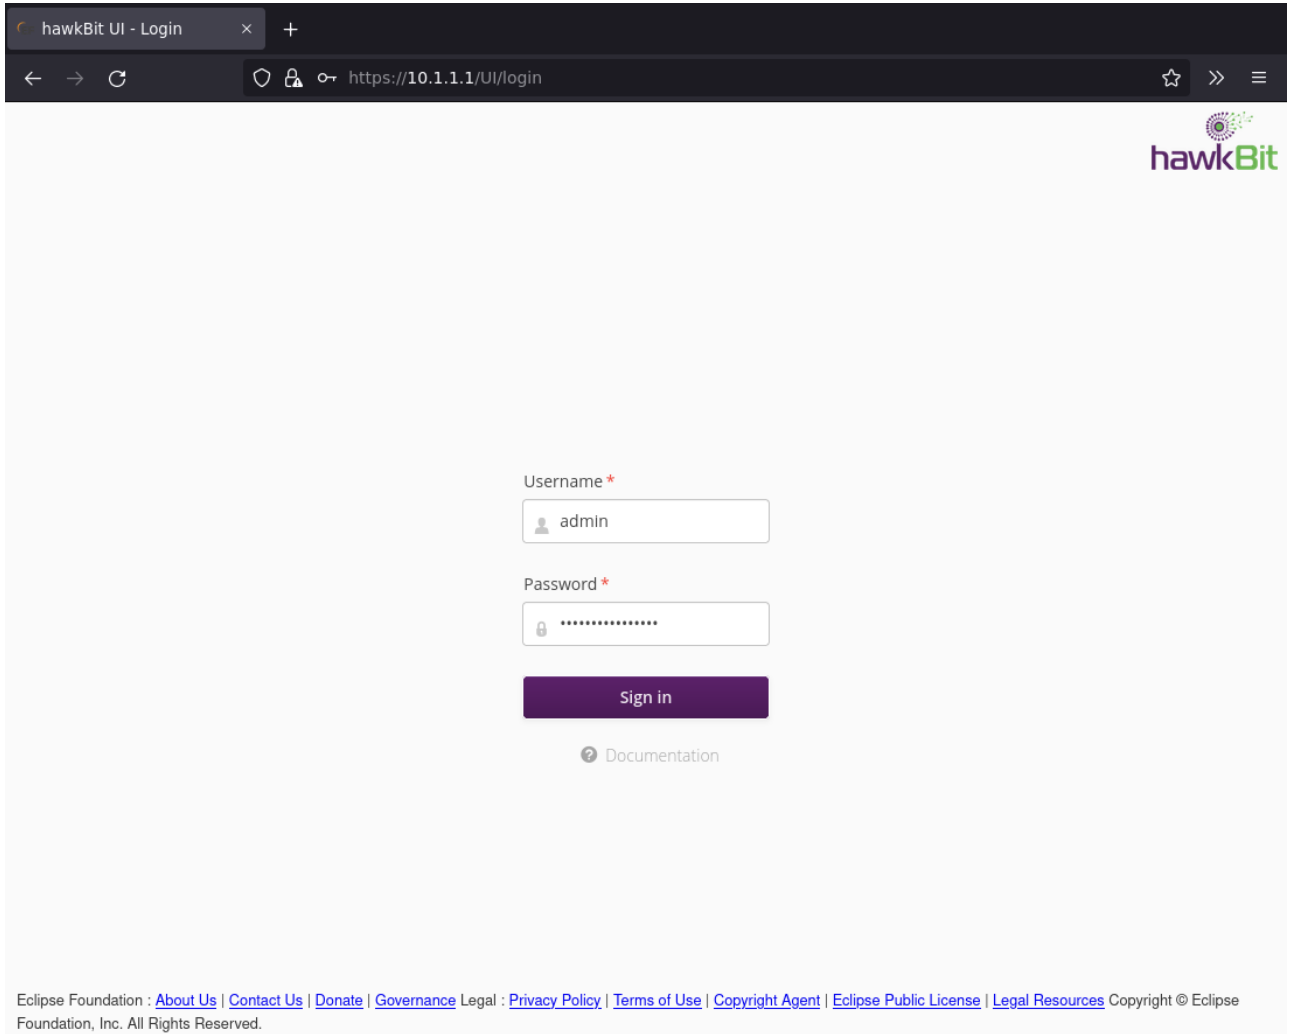 hawkBit UI - Login
https://10.1.1.1/UI/login
hawkBit
Username *
admin
Password *
••••••••••••••••
Sign in
Documentation
Eclipse Foundation : About Us | Contact Us | Donate | Governance Legal : Privacy Policy | Terms of Use | Copyright Agent | Eclipse Public License | Legal Resources Copyright © Eclipse
Foundation, Inc. All Rights Reserved.